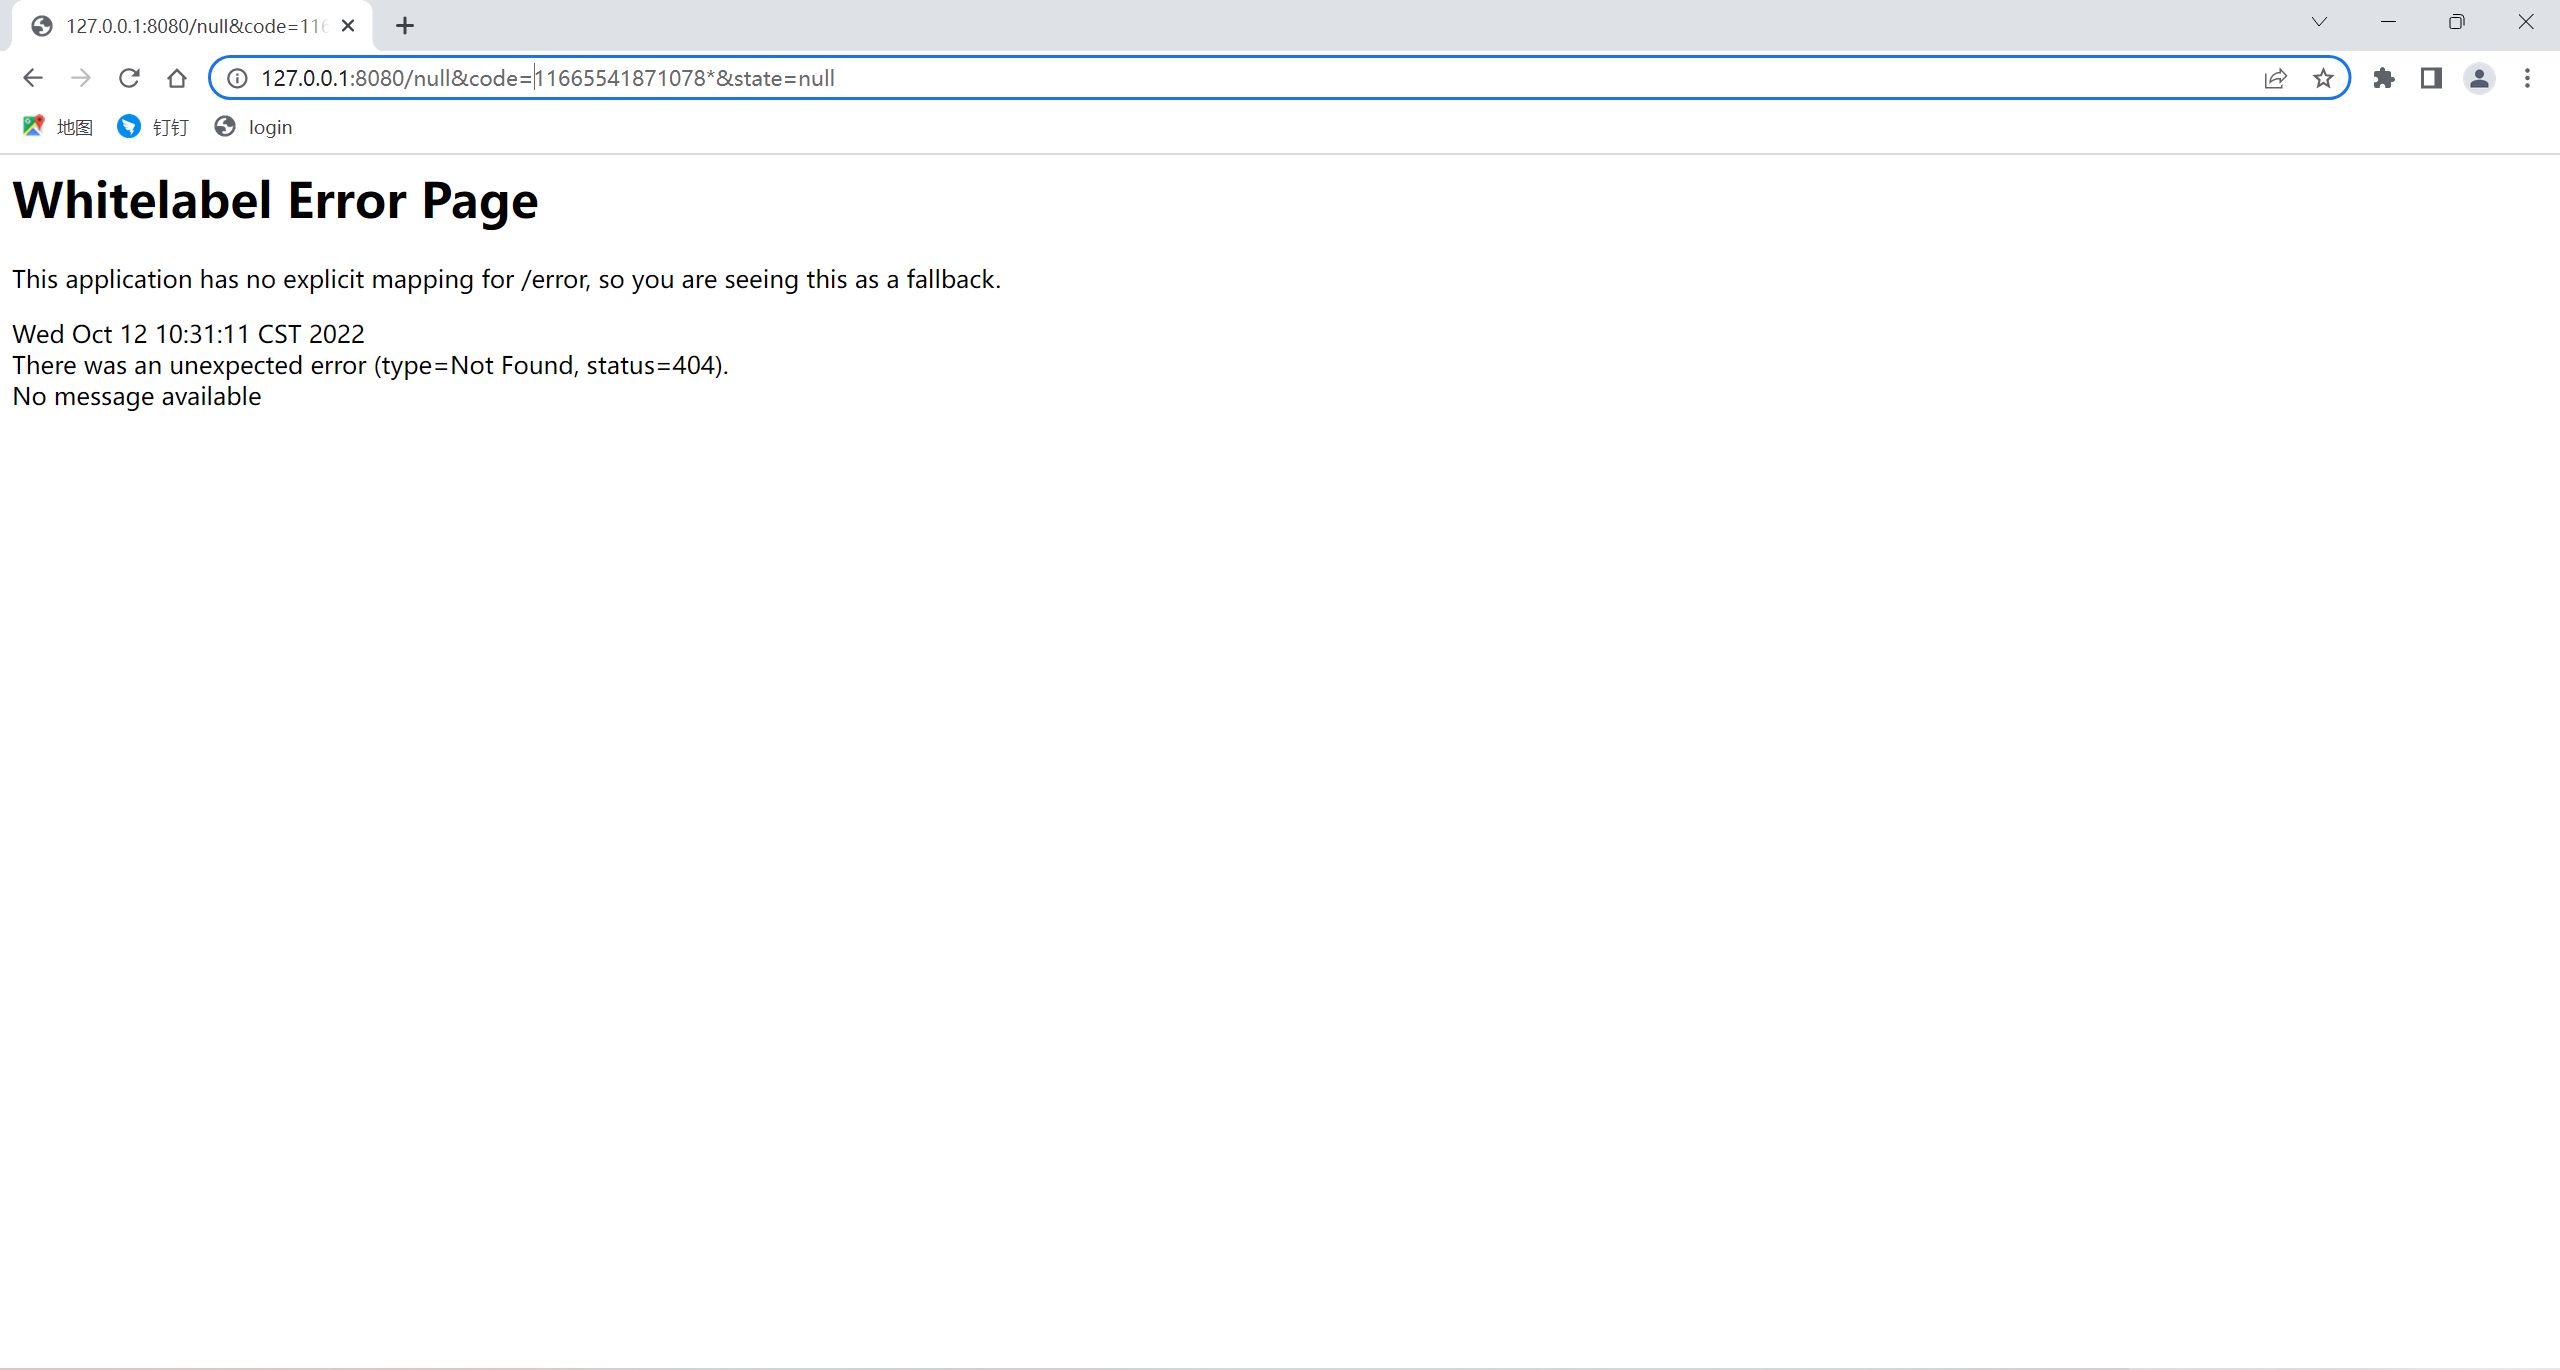 127.0.0.1:8080/null&code=116
127.0.0.1:8080/null&code=11665541871078*&state=null
地图 钉钉 login
Whitelabel Error Page
This application has no explicit mapping for /error, so you are seeing this as a fallback.
Wed Oct 12 10:31:11 CST 2022
There was an unexpected error (type=Not Found, status=404).
No message available